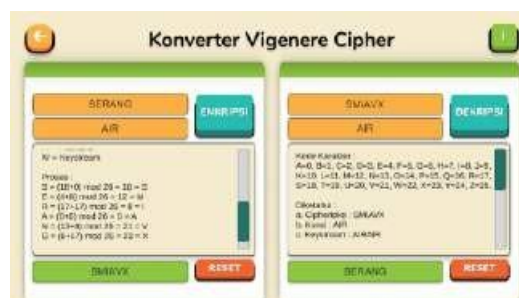 Konverter Vigenere Cipher
SERANG
ENKRIPSI
AIR
= Keystream
Proses :
S = (18+0) mod 26 = 18 = S
E = (4+8) mod 26 = 12 = M
R = (17+17) mod 26 = 8 = I
A = (0+0) mod 26 = 0 = A
N = (13+8) mod 26 = 21 = V
G = (6+17) mod 26 = 23 = X
SMIAVX
RESET
SMIAVX
DEKRIPSI
AIR
Kode Karakter :
A=0, B=1, C=2, D=3, E=4, F=5, G=6, H=7, I=8, J=9,
K=10, L=11, M=12, N=13, O=14, P=15, Q=16, R=17,
S=18, T=19, U=20, V=21, W=22, X=23, Y=24, Z=25.
Diketahui :
a. Cipherteks : SMIAVX
b. Kunci : AIR
c. Keystream : AIRAIR
SERANG
RESET